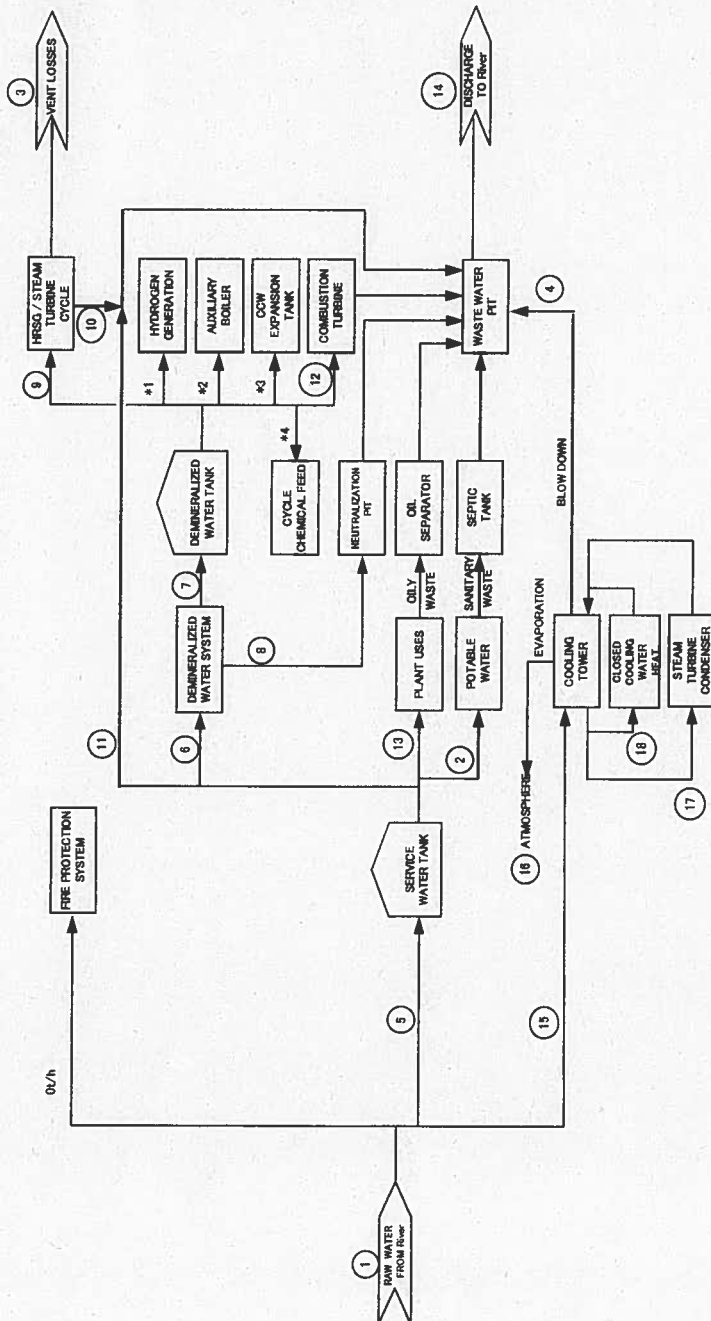 3
VENT LOSSES
HRSG / STEAM
TURBINE
CYCLE
9
10
11
FIRE PROTECTION
SYSTEM
0t/h
HYDROGEN
GENERATION
*1
AUXILIARY
BOILER
*2
CCW
EXPANSION
TANK
*3
COMBUSTION
TURBINE
12
DEMINERALIZED
WATER TANK
7
CYCLE
CHEMICAL FEED
*4
DEMINERALIZED
WATER SYSTEM
6
8
NEUTRALIZATION
PIT
14
DISCHARGE
TO River
WASTE WATER
PIT
4
OIL
SEPARATOR
OILY
WASTE
PLANT USES
13
SEPTIC
TANK
SANITARY
WASTE
POTABLE
WATER
2
SERVICE
WATER TANK
5
1
RAW WATER
FROM River
BLOW DOWN
EVAPORATION
16
ATMOSPHERE
COOLING
TOWER
15
CLOSED
COOLING
WATER
HEAT
18
STEAM
TURBINE
CONDENSER
17